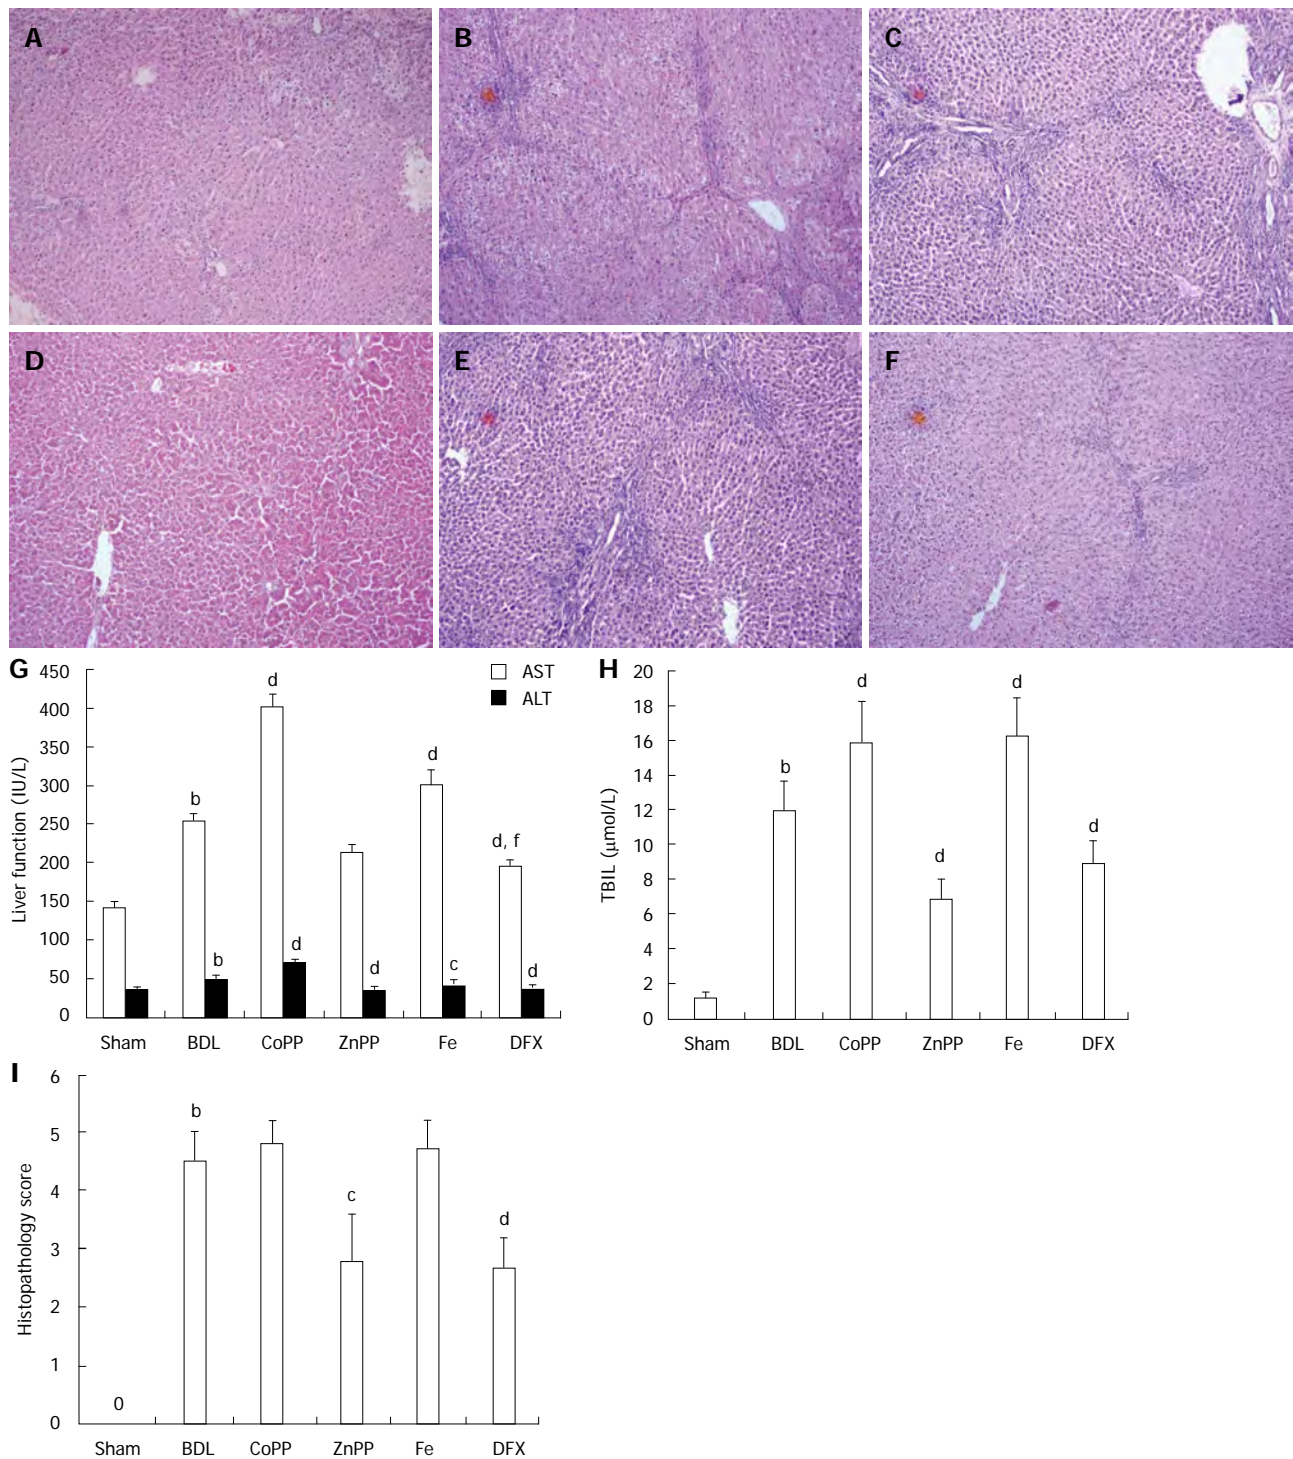 A
B
C
D
E
F
G
Liver function (IU/L)
450
400
350
300
250
200
150
100
50
0
AST
ALT
b
b
d
d
d
d
c
d, f
d
Sham BDL CoPP ZnPP Fe DFX
H
TBIL (μmol/L)
20
18
16
14
12
10
8
6
4
2
0
b
d
d
d
d
Sham BDL CoPP ZnPP Fe DFX
I
Histopathology score
6
5
4
3
2
1
0
0
b
c
d
Sham BDL CoPP ZnPP Fe DFX